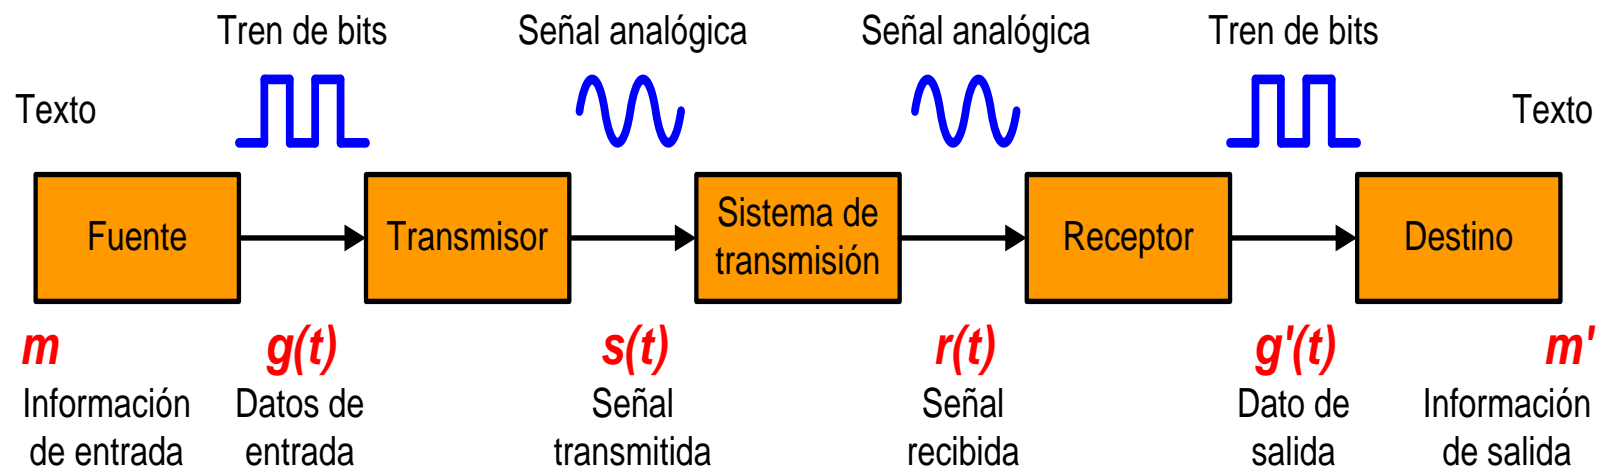 Tren de bits
Señal analógica
Señal analógica
Tren de bits
Texto
Texto
Fuente
Transmisor
Sistema de
transmisión
Receptor
Destino
m
g(t)
s(t)
r(t)
g'(t)
m'
Información
de entrada
Datos de
entrada
Señal
transmitida
Señal
recibida
Dato de
salida
Información
de salida